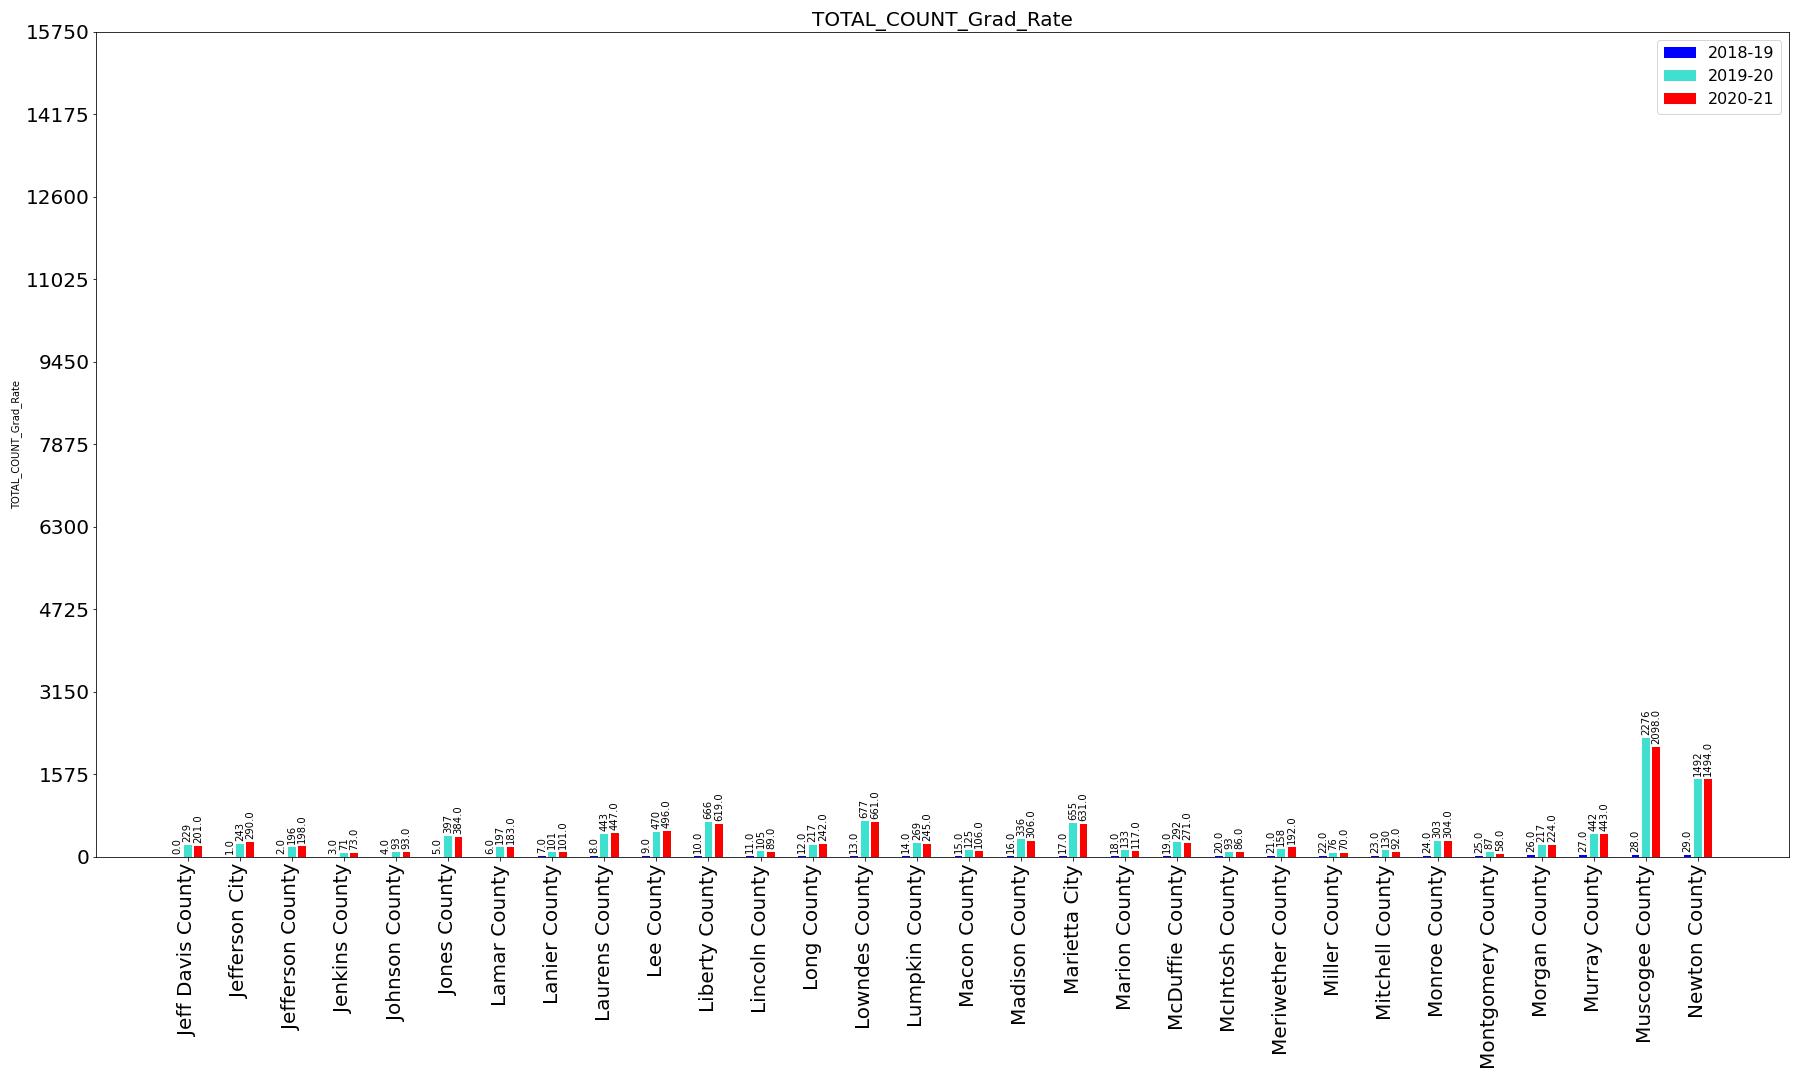 TOTAL_COUNT_Grad_Rate
2018-19
2019-20
2020-21
TOTAL_COUNT_Grad_Rate
15750
14175
12600
11025
9450
7875
6300
4725
3150
1575
0
0.0 229 201.0
1.0 243 290.0
2.0 196 198.0
3.0 71 73.0
4.0 93 93.0
5.0 397 384.0
6.0 197 183.0
7.0 101 101.0
8.0 443 447.0
9.0 470 496.0
10.0 666 619.0
11.0 105 89.0
12.0 217 242.0
13.0 677 661.0
14.0 269 245.0
15.0 125 106.0
16.0 336 306.0
17.0 655 631.0
18.0 133 117.0
19.0 292 271.0
20.0 93 86.0
21.0 158 192.0
22.0 76 70.0
23.0 130 92.0
24.0 303 304.0
25.0 87 58.0
26.0 217 224.0
27.0 442 443.0
28.0 2276 2098.0
29.0 1492 1494.0
Jeff Davis County
Jefferson City
Jefferson County
Jenkins County
Johnson County
Jones County
Lamar County
Lanier County
Laurens County
Lee County
Liberty County
Lincoln County
Long County
Lowndes County
Lumpkin County
Macon County
Madison County
Marietta City
Marion County
McDuffie County
McIntosh County
Meriwether County
Miller County
Mitchell County
Monroe County
Montgomery County
Morgan County
Murray County
Muscogee County
Newton County